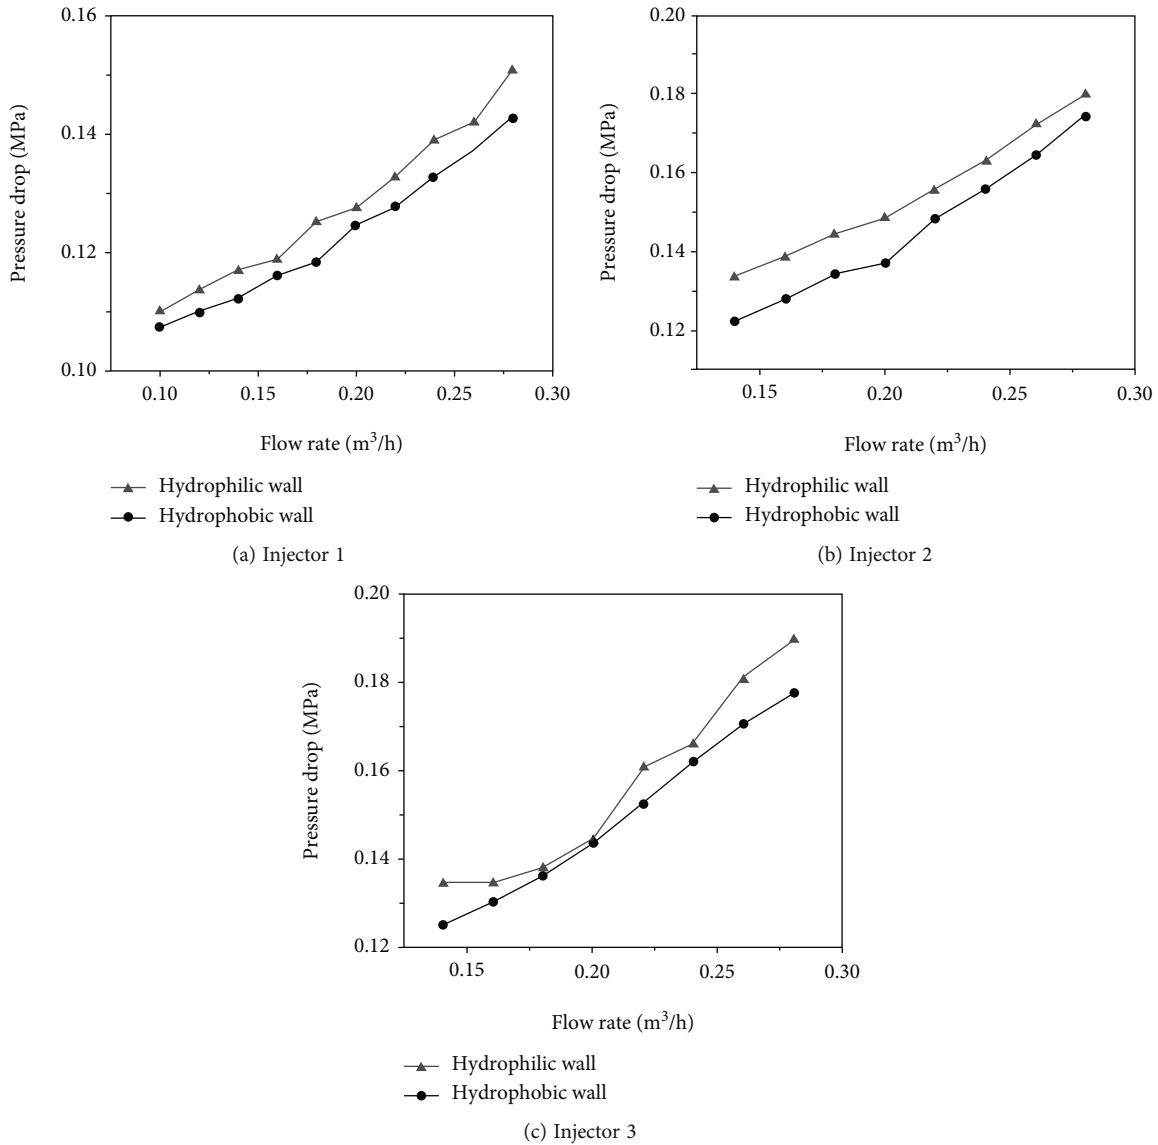 0.16
0.14
0.12
0.10
Pressure drop (MPa)
0.10 0.15 0.20 0.25 0.30
Flow rate (m³/h)
Hydrophilic wall
Hydrophobic wall
(a) Injector 1
0.20
0.18
0.16
0.14
0.12
Pressure drop (MPa)
0.15 0.20 0.25 0.30
Flow rate (m³/h)
Hydrophilic wall
Hydrophobic wall
(b) Injector 2
0.20
0.18
0.16
0.14
0.12
Pressure drop (MPa)
0.15 0.20 0.25 0.30
Flow rate (m³/h)
Hydrophilic wall
Hydrophobic wall
(c) Injector 3